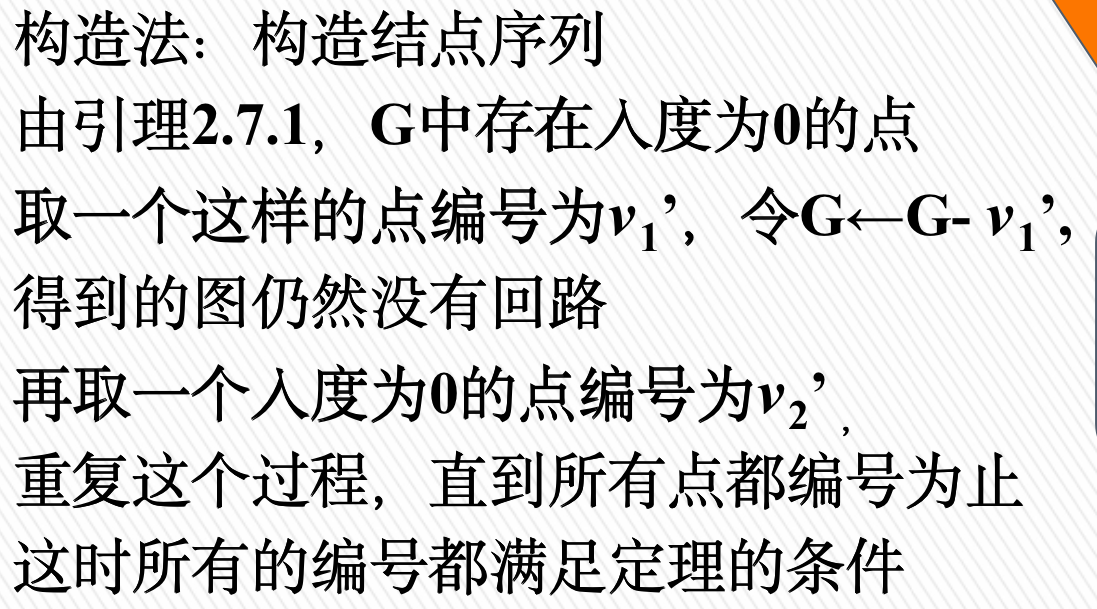 构造法：构造结点序列
由引理2.7.1，G中存在入度为0的点
取一个这样的点编号为v₁’，令G←G- v₁’，
得到的图仍然没有回路
再取一个入度为0的点编号为v₂’，
重复这个过程，直到所有点都编号为止
这时所有的编号都满足定理的条件